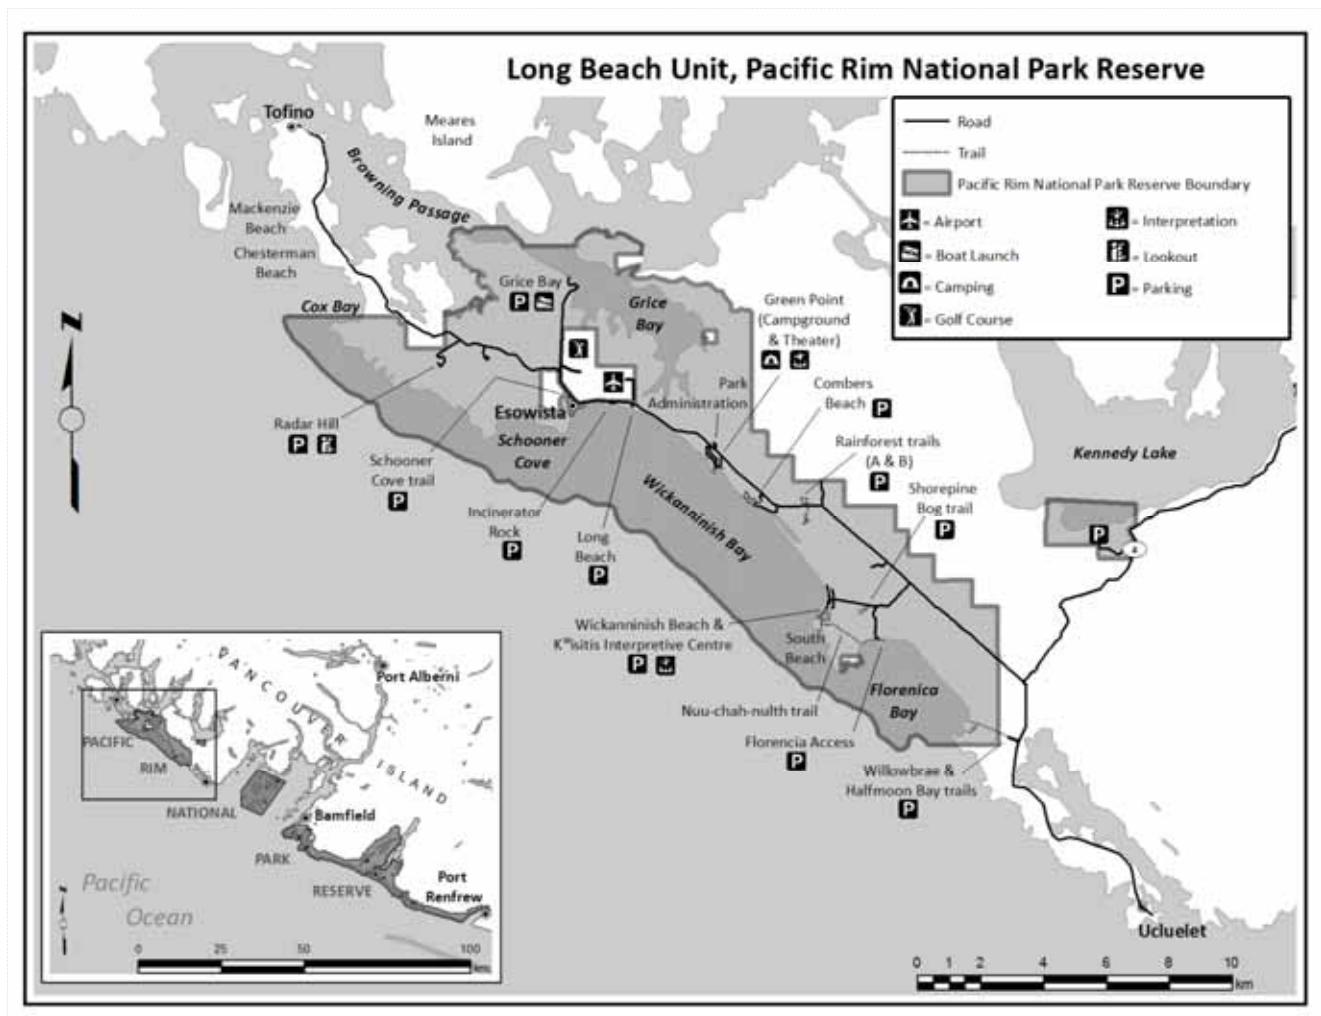 Long Beach Unit, Pacific Rim National Park Reserve
Tofino
Meares
Island
Browning Passage
Mackenzie
Beach
Chesterman
Beach
Cox Bay
Road
Trail
Pacific Rim National Park Reserve Boundary
= Airport
= Interpretation
= Boat Launch
= Lookout
= Camping
P = Parking
= Golf Course
N
Grice Bay
P
Grice
Bay
Green Point
(Campground
& Theater)
Park
Administration
Combers
Beach P
Esowista
Schooner
Cove
Radar Hill
P
Schooner
Cove trail
P
Rainforest trails
(A & B)
P
Kennedy Lake
P
4
Shorepine
Bog trail
P
Wickanninish Bay
Incinerator
Rock
P
Long
Beach
P
Wickanninish Beach &
Kʷisitis Interpretive Centre
P
South
Beach
Nuu-chah-nulth trail
Florenica
Bay
Florencia Access
P
Willowbrae &
Halfmoon Bay trails
P
Ucluelet
0 1 2 4 6 8 10
km
VANCOUVER
ISLAND
Port Alberni
PACIFIC
RIM
NATIONAL
PARK
RESERVE
Bamfield
Port
Renfrew
Pacific
Ocean
N
0 25 50 100
kms